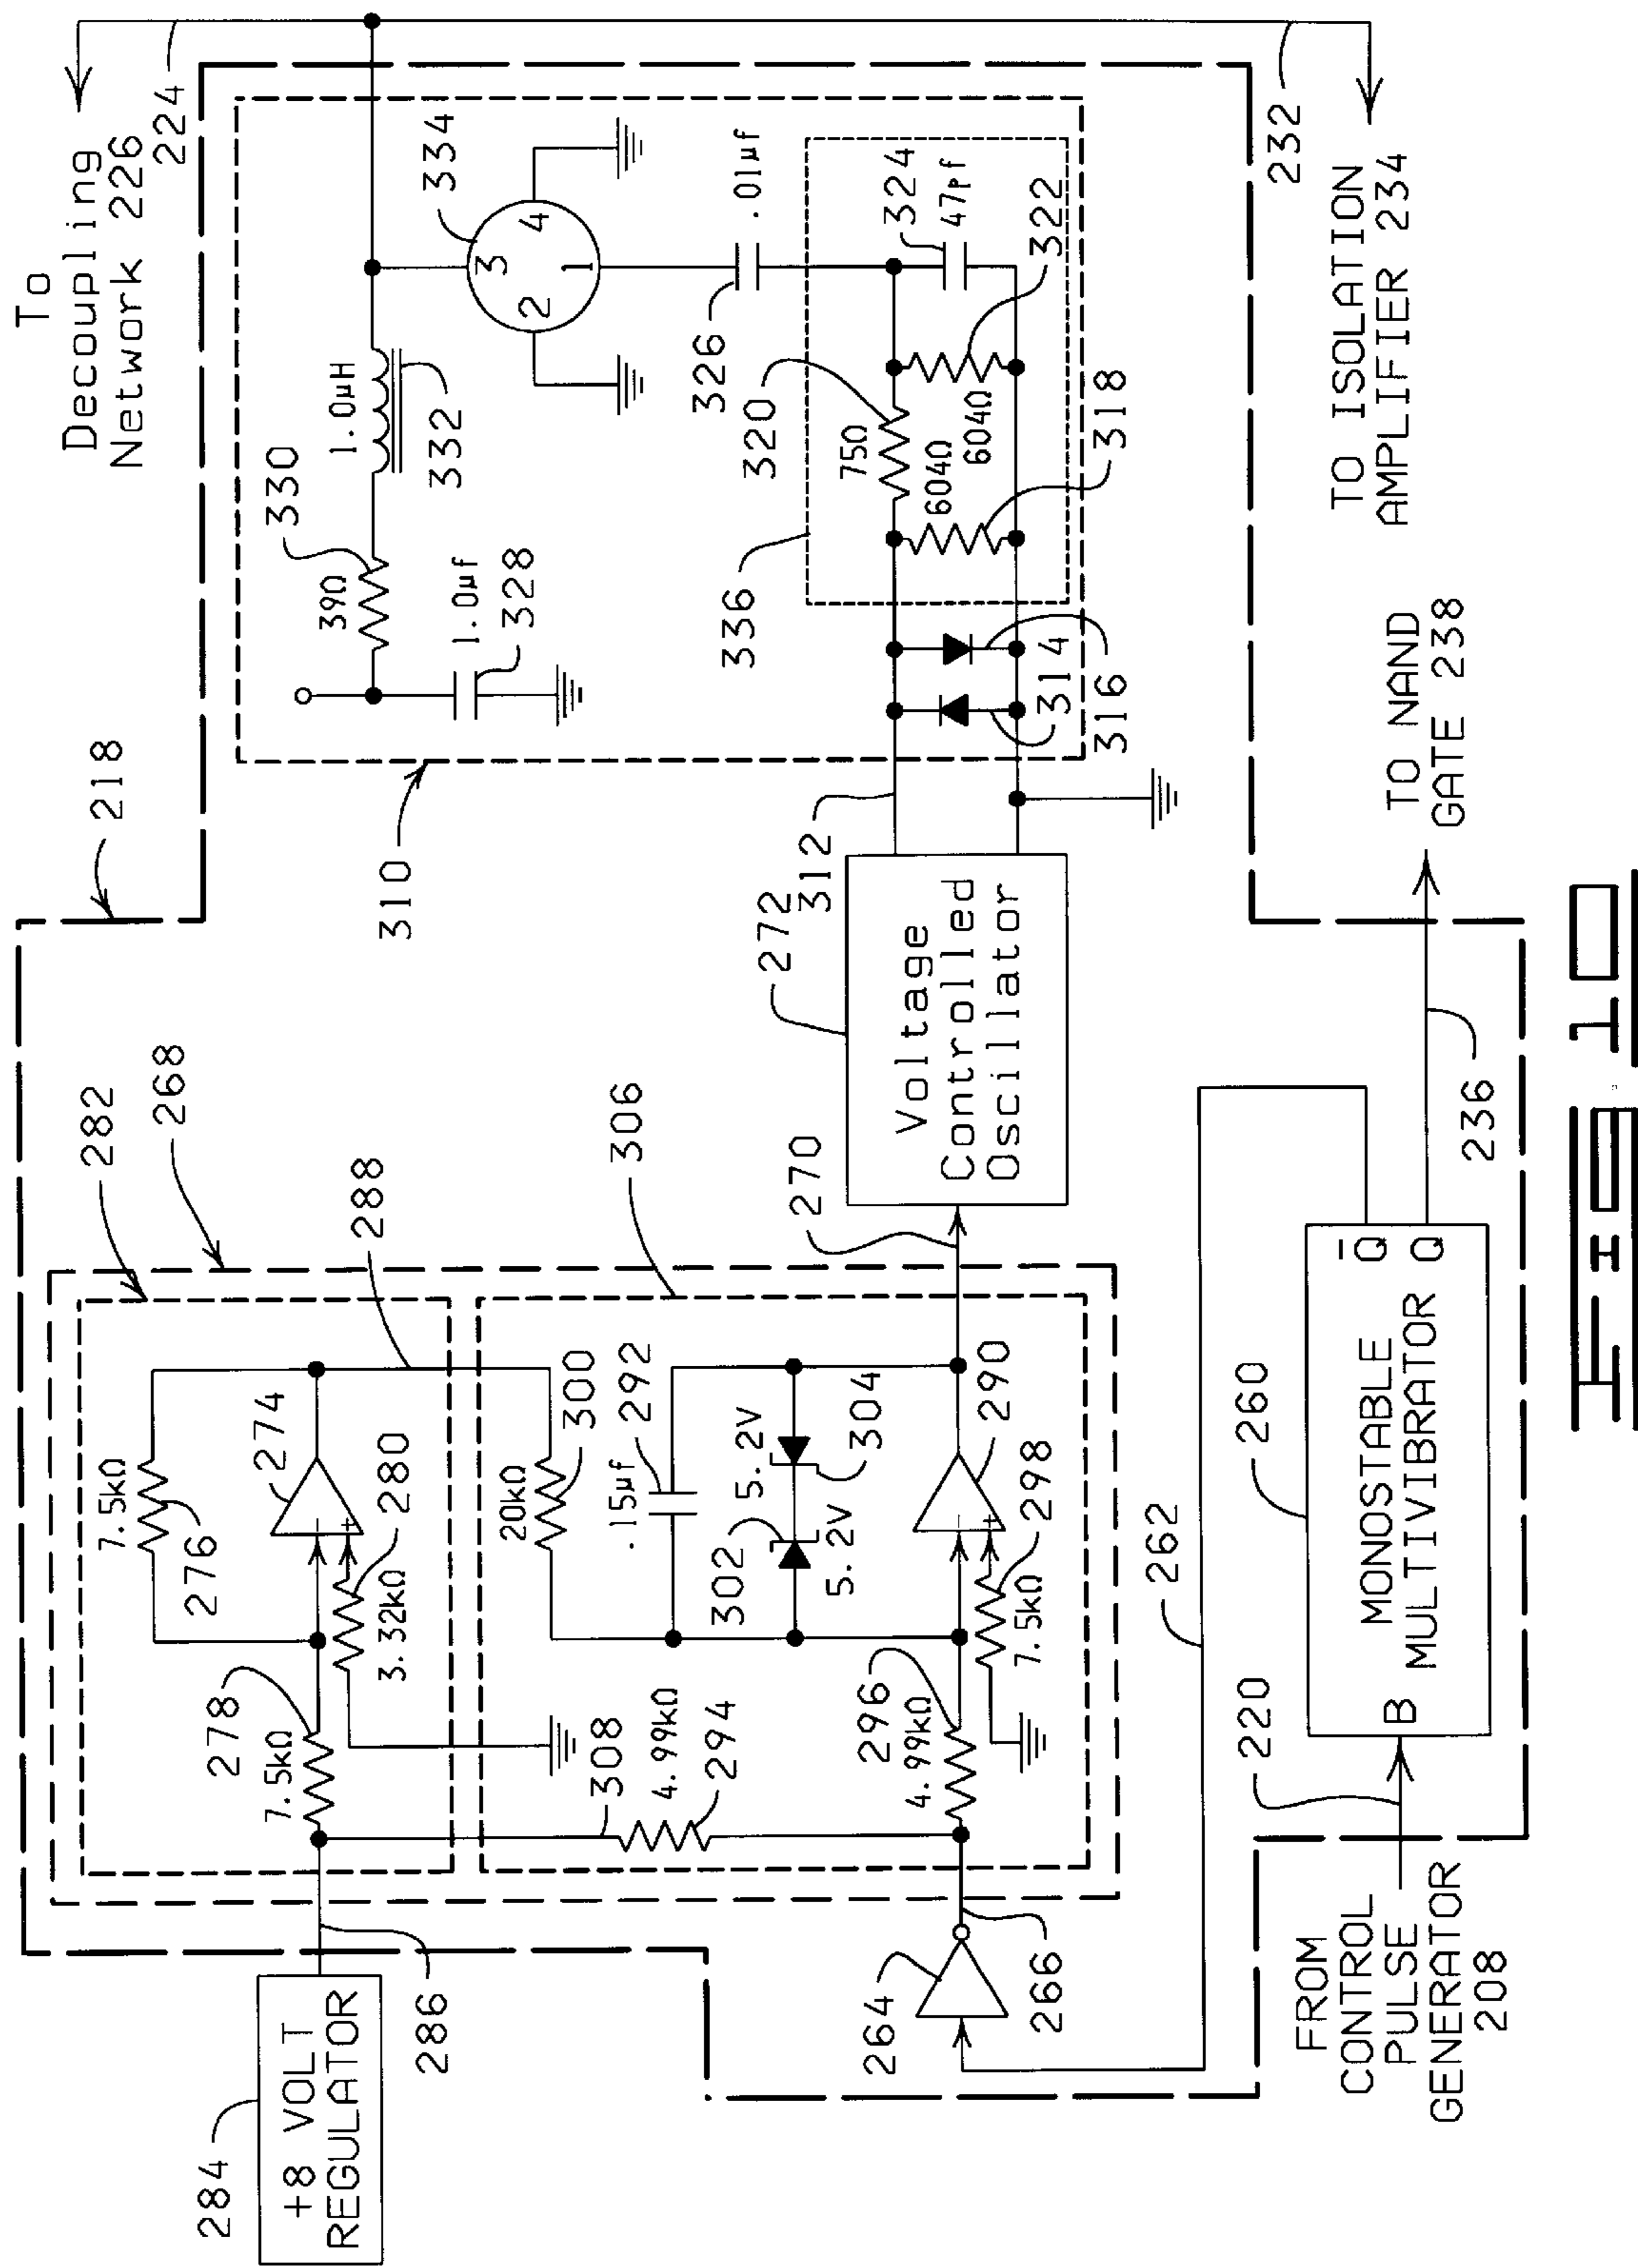 To
Decoupling
Network 226
224
218
330
1.0μH
332
39Ω
1.0μf
328
334
3
4
2
1
.01μf
326
310
336
320
75Ω
604Ω
604Ω
324
47pf
322
318
314
316
312
272
Voltage
Controlled
Oscillator
232
TO ISOLATION
AMPLIFIER 234
TO NAND
GATE 238
282
268
288
306
270
7.5kΩ
276
274
280
3.32kΩ
278
7.5kΩ
20kΩ
300
.15μf
292
302
5.2V
5.2V
304
290
298
7.5kΩ
296
4.99kΩ
308
4.99kΩ
294
284
+8 VOLT
REGULATOR
286
264
266
262
260
MONOSTABLE
MULTIVIBRATOR
B
Q̅
Q
236
220
FROM
CONTROL
PULSE
GENERATOR
208
FIG. 10